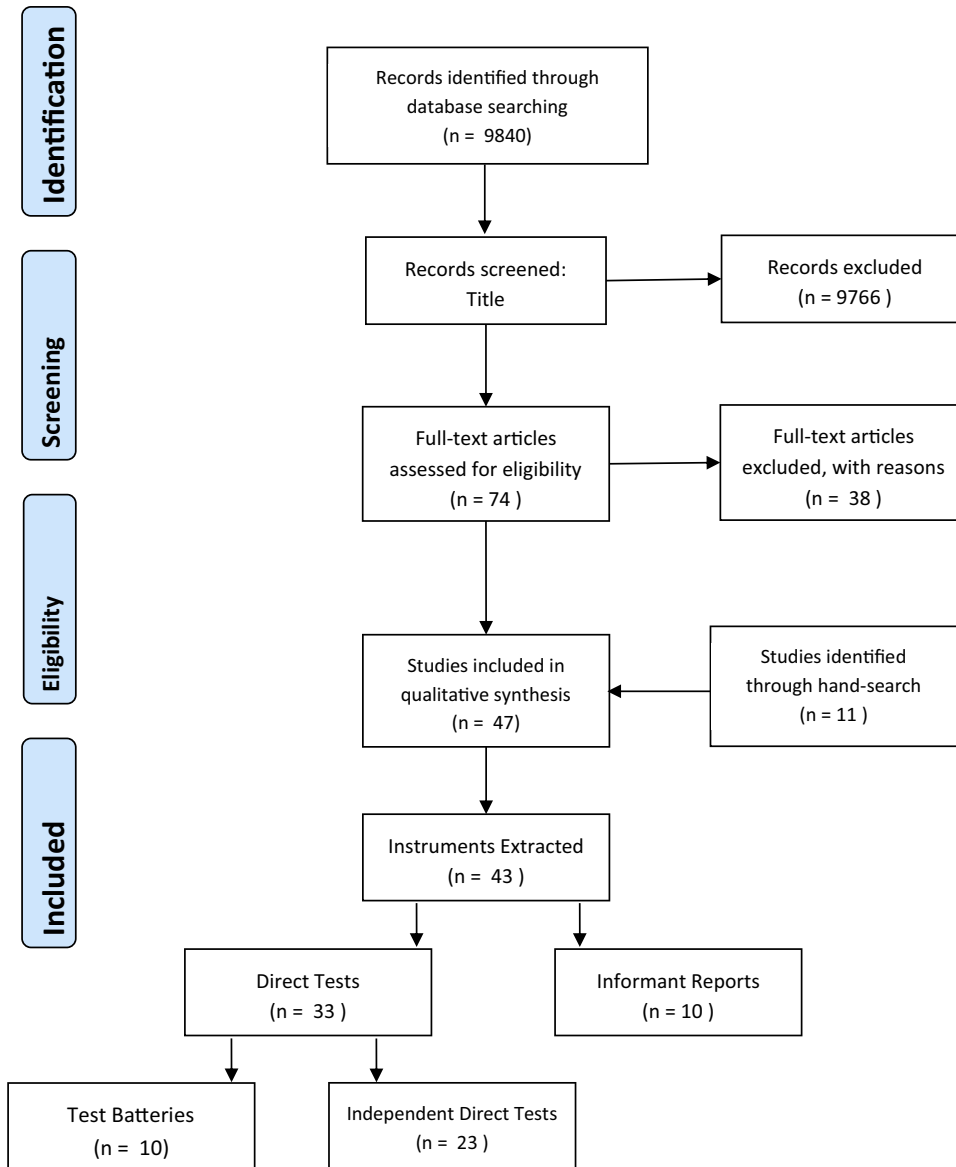 Identification
Records identified through
database searching
(n = 9840)
Screening
Records screened:
Title
Records excluded
(n = 9766 )
Full-text articles
assessed for eligibility
(n = 74 )
Full-text articles
excluded, with reasons
(n = 38 )
Eligibility
Studies included in
qualitative synthesis
(n = 47)
Studies identified
through hand-search
(n = 11 )
Included
Instruments Extracted
(n = 43 )
Direct Tests
(n = 33 )
Informant Reports
(n = 10 )
Test Batteries
(n = 10)
Independent Direct Tests
(n = 23 )